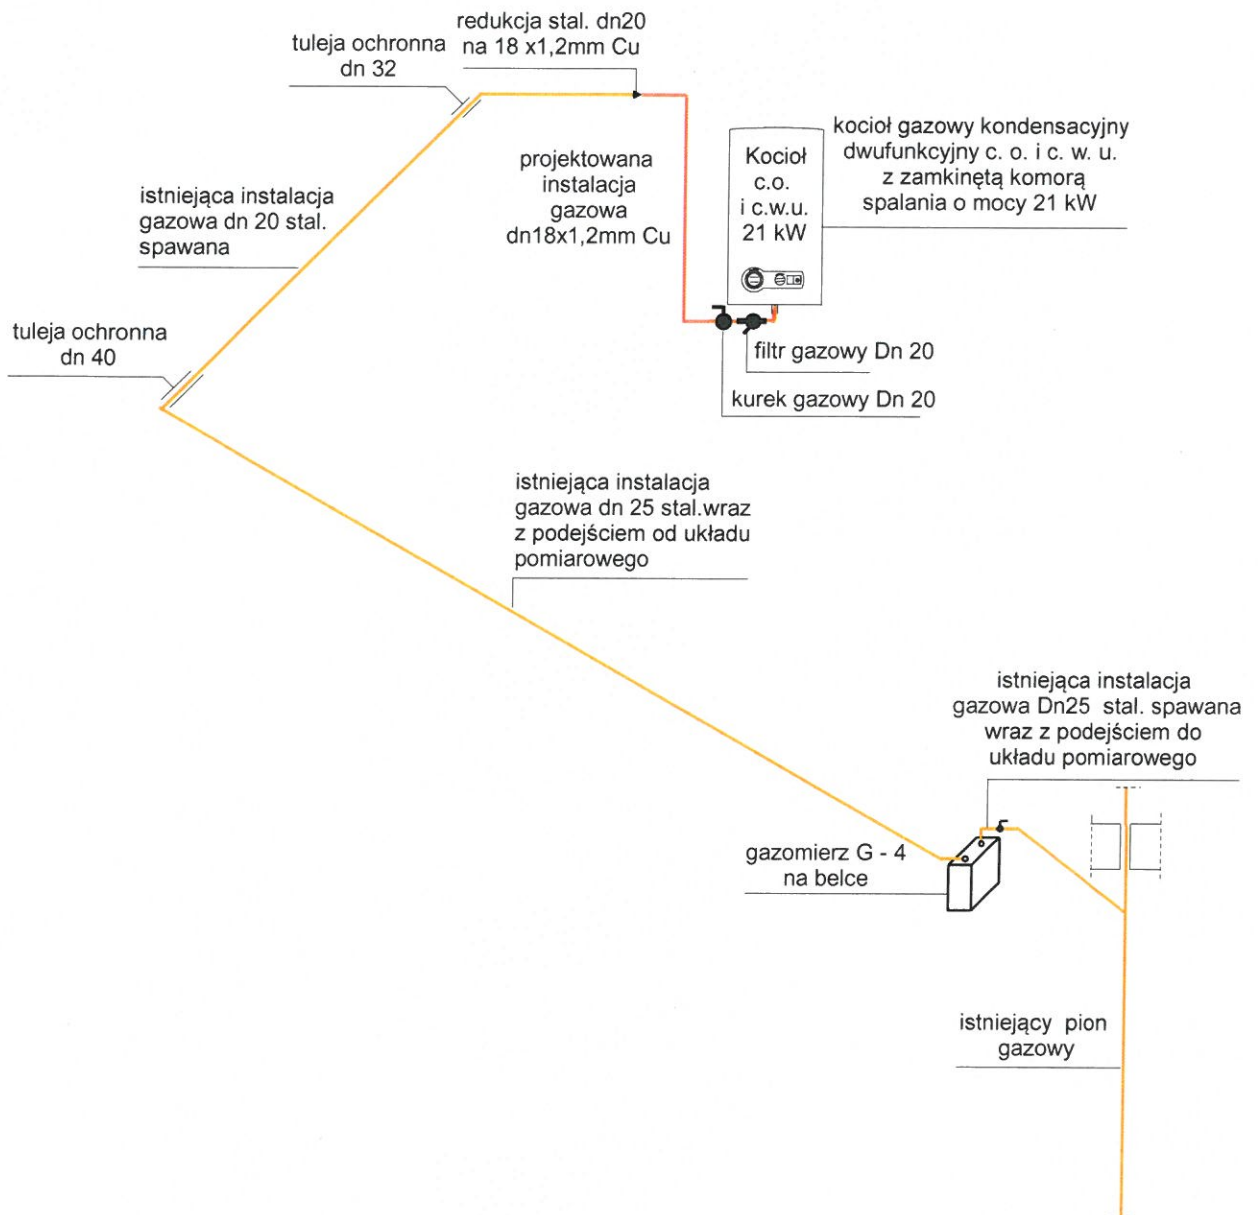 redukcja stal. dn20
na 18 x1,2mm Cu
tuleja ochronna
dn 32
kocioł gazowy kondensacyjny
dwufunkcyjny c. o. i c. w. u.
z zamkinętą komorą
spalania o mocy 21 kW
Kocioł
c.o.
i c.w.u.
21 kW
projektowana
instalacja
gazowa
dn18x1,2mm Cu
istniejąca instalacja
gazowa dn 20 stal.
spawana
tuleja ochronna
dn 40
filtr gazowy Dn 20
kurek gazowy Dn 20
istniejąca instalacja
gazowa dn 25 stal.wraz
z podejściem od układu
pomiarowego
istniejąca instalacja
gazowa Dn25 stal. spawana
wraz z podejściem do
układu pomiarowego
gazomierz G - 4
na belce
istniejący pion
gazowy